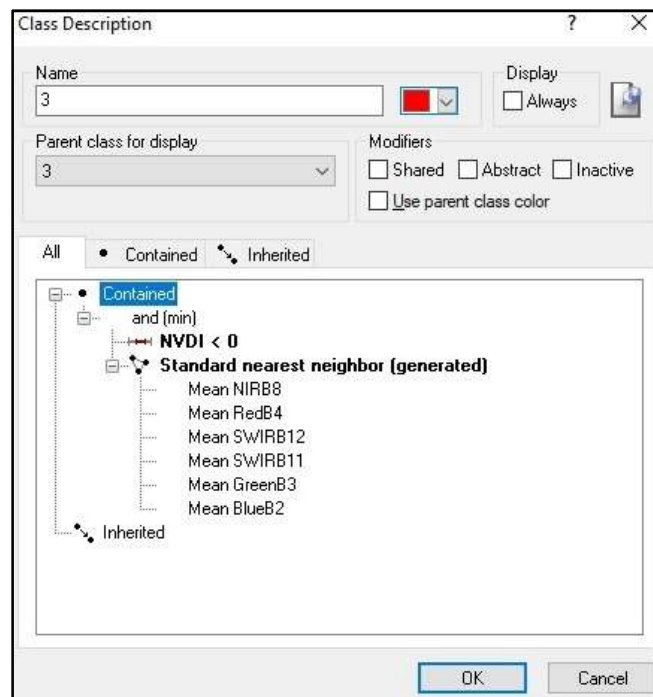 Class Description ? X
Name Display
3 Always
Parent class for display Modifiers
3 Shared Abstract Inactive
Use parent class color
All Contained Inherited
Contained
and (min)
NVDI < 0
Standard nearest neighbor (generated)
Mean NIRB8
Mean RedB4
Mean SWIRB12
Mean SWIRB11
Mean GreenB3
Mean BlueB2
Inherited
OK Cancel